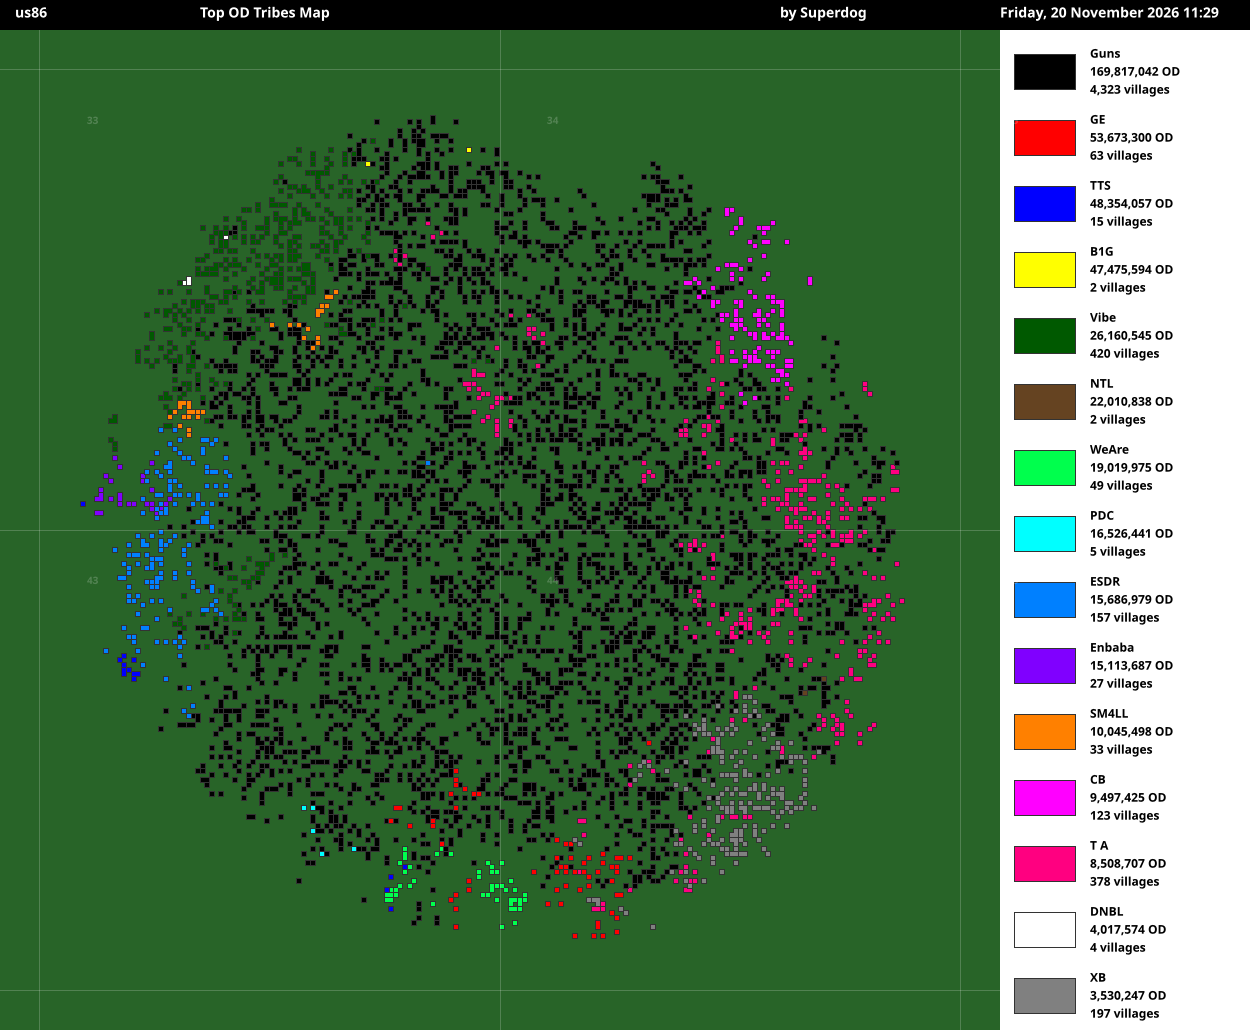 us86 Top OD Tribes Map by Superdog Friday, 20 November 2026 11:29
33 34
43
Guns
169,817,042 OD
4,323 villages
GE
53,673,300 OD
63 villages
TTS
48,354,057 OD
15 villages
B1G
47,475,594 OD
2 villages
Vibe
26,160,545 OD
420 villages
NTL
22,010,838 OD
2 villages
WeAre
19,019,975 OD
49 villages
PDC
16,526,441 OD
5 villages
ESDR
15,686,979 OD
157 villages
Enbaba
15,113,687 OD
27 villages
SM4LL
10,045,498 OD
33 villages
CB
9,497,425 OD
123 villages
T A
8,508,707 OD
378 villages
DNBL
4,017,574 OD
4 villages
XB
3,530,247 OD
197 villages